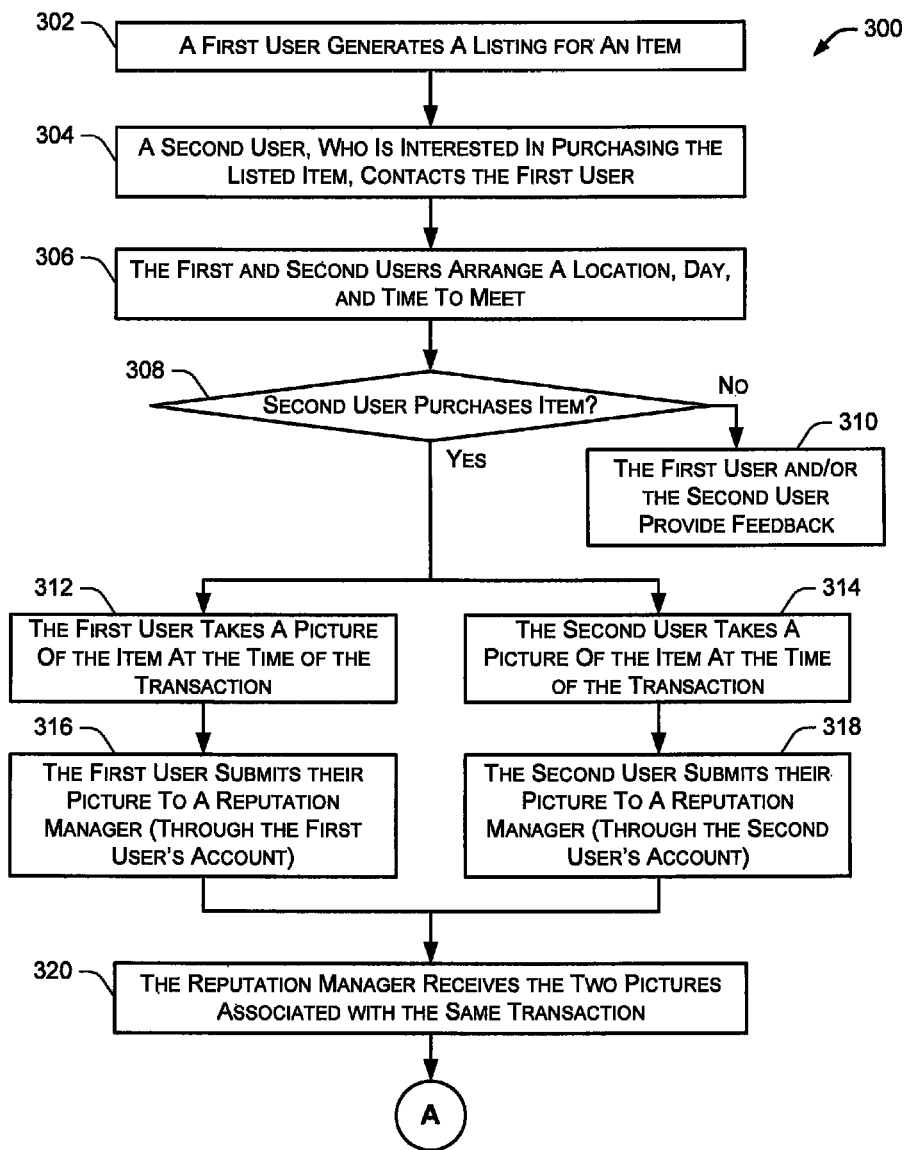 300
302
A FIRST USER GENERATES A LISTING FOR AN ITEM
304
A SECOND USER, WHO IS INTERESTED IN PURCHASING THE
LISTED ITEM, CONTACTS THE FIRST USER
306
THE FIRST AND SECOND USERS ARRANGE A LOCATION, DAY,
AND TIME TO MEET
308
SECOND USER PURCHASES ITEM?
NO
YES
310
THE FIRST USER AND/OR
THE SECOND USER
PROVIDE FEEDBACK
312
THE FIRST USER TAKES A PICTURE
OF THE ITEM AT THE TIME OF THE
TRANSACTION
314
THE SECOND USER TAKES A
PICTURE OF THE ITEM AT THE TIME
OF THE TRANSACTION
316
THE FIRST USER SUBMITS THEIR
PICTURE TO A REPUTATION
MANAGER (THROUGH THE FIRST
USER'S ACCOUNT)
318
THE SECOND USER SUBMITS THEIR
PICTURE TO A REPUTATION
MANAGER (THROUGH THE SECOND
USER'S ACCOUNT)
320
THE REPUTATION MANAGER RECEIVES THE TWO PICTURES
ASSOCIATED WITH THE SAME TRANSACTION
A